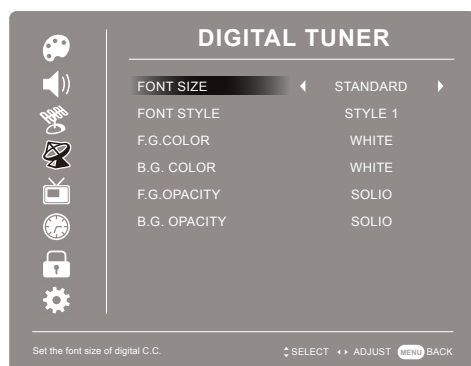 DIGITAL TUNER
FONT SIZE STANDARD
FONT STYLE STYLE 1
F.G.COLOR WHITE
B.G. COLOR WHITE
F.G.OPACITY SOLIO
B.G. OPACITY SOLIO
Set the font size of digital C.C. SELECT ADJUST MENU BACK